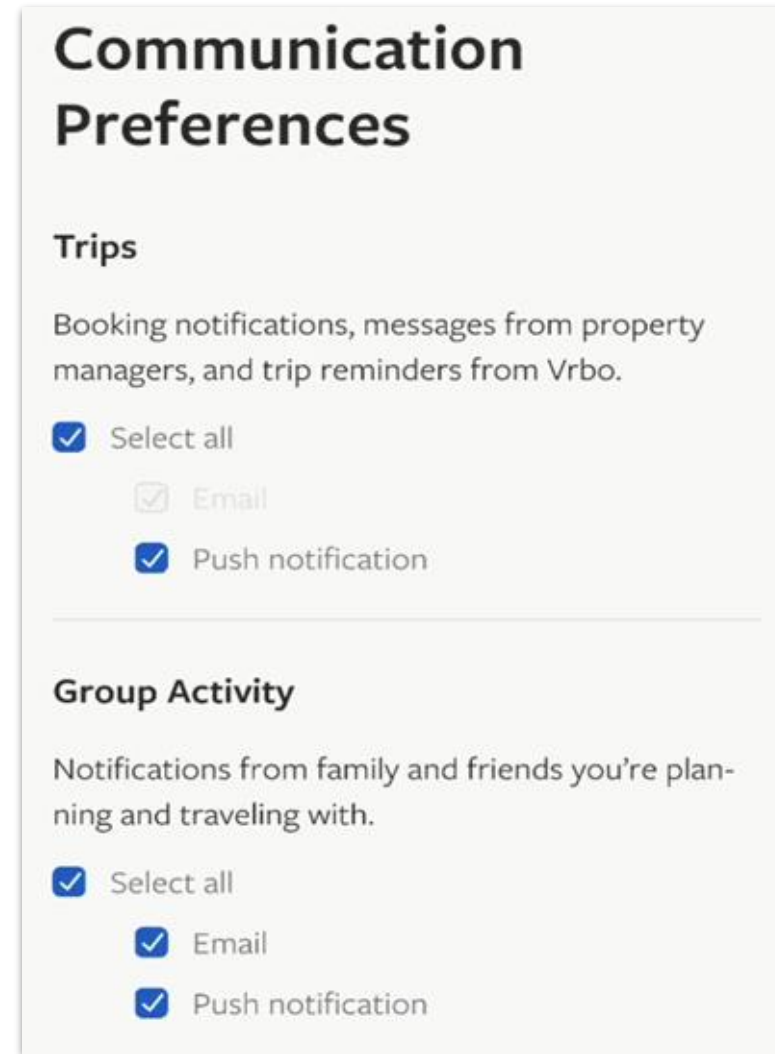 Communication
Preferences
Trips
Booking notifications, messages from property
managers, and trip reminders from Vrbo.
Select all
Email
Push notification
Group Activity
Notifications from family and friends you’re plan-
ning and traveling with.
Select all
Email
Push notification